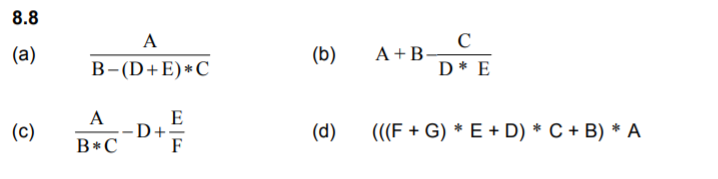 8.8
(a) A / B–(D+E)*C (b) A+B– C / D* E
(c) A / B*C –D+ E / F (d) (((F + G) * E + D) * C + B) * A